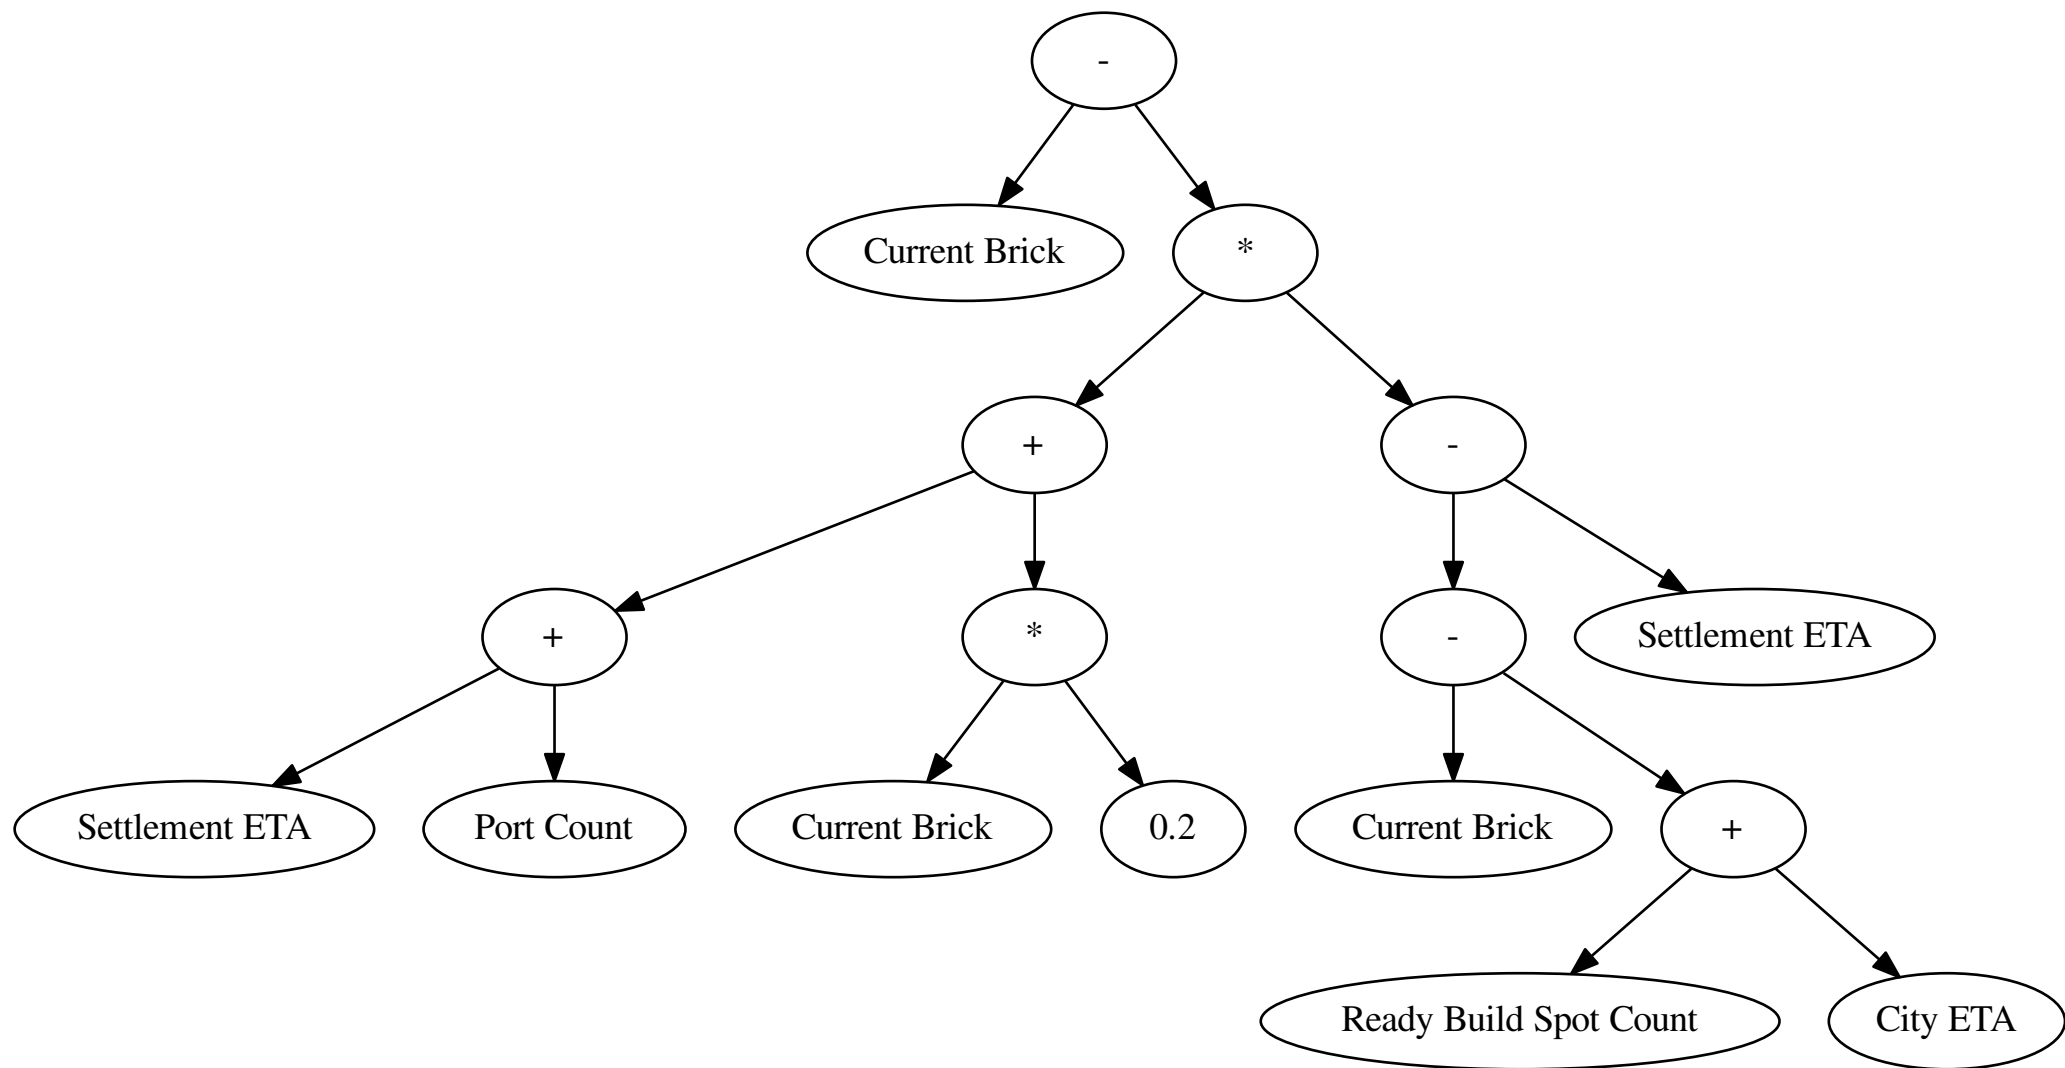 -
Current Brick
*
+
-
+
*
-
Settlement ETA
Settlement ETA
Port Count
Current Brick
0.2
Current Brick
+
Ready Build Spot Count
City ETA